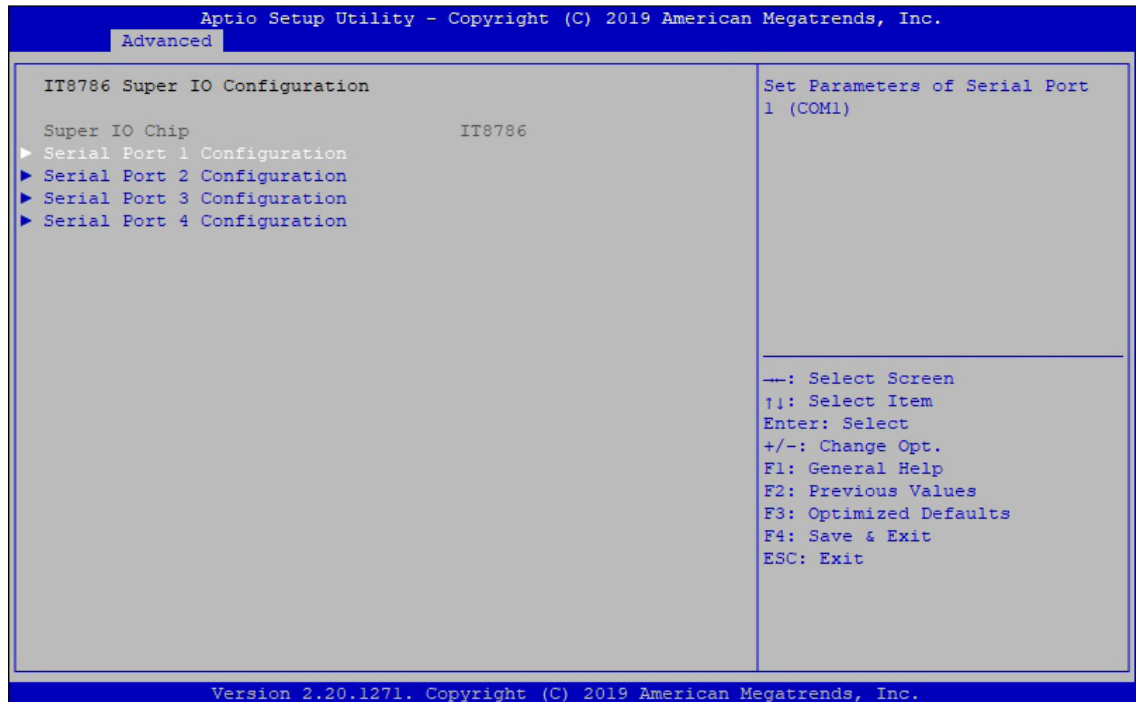 Aptio Setup Utility – Copyright (C) 2019 American Megatrends, Inc.
Advanced
IT8786 Super IO Configuration
Super IO Chip IT8786
▶ Serial Port 1 Configuration
▶ Serial Port 2 Configuration
▶ Serial Port 3 Configuration
▶ Serial Port 4 Configuration
Set Parameters of Serial Port
1 (COM1)
→←: Select Screen
↑↓: Select Item
Enter: Select
+/-: Change Opt.
F1: General Help
F2: Previous Values
F3: Optimized Defaults
F4: Save & Exit
ESC: Exit
Version 2.20.1271. Copyright (C) 2019 American Megatrends, Inc.